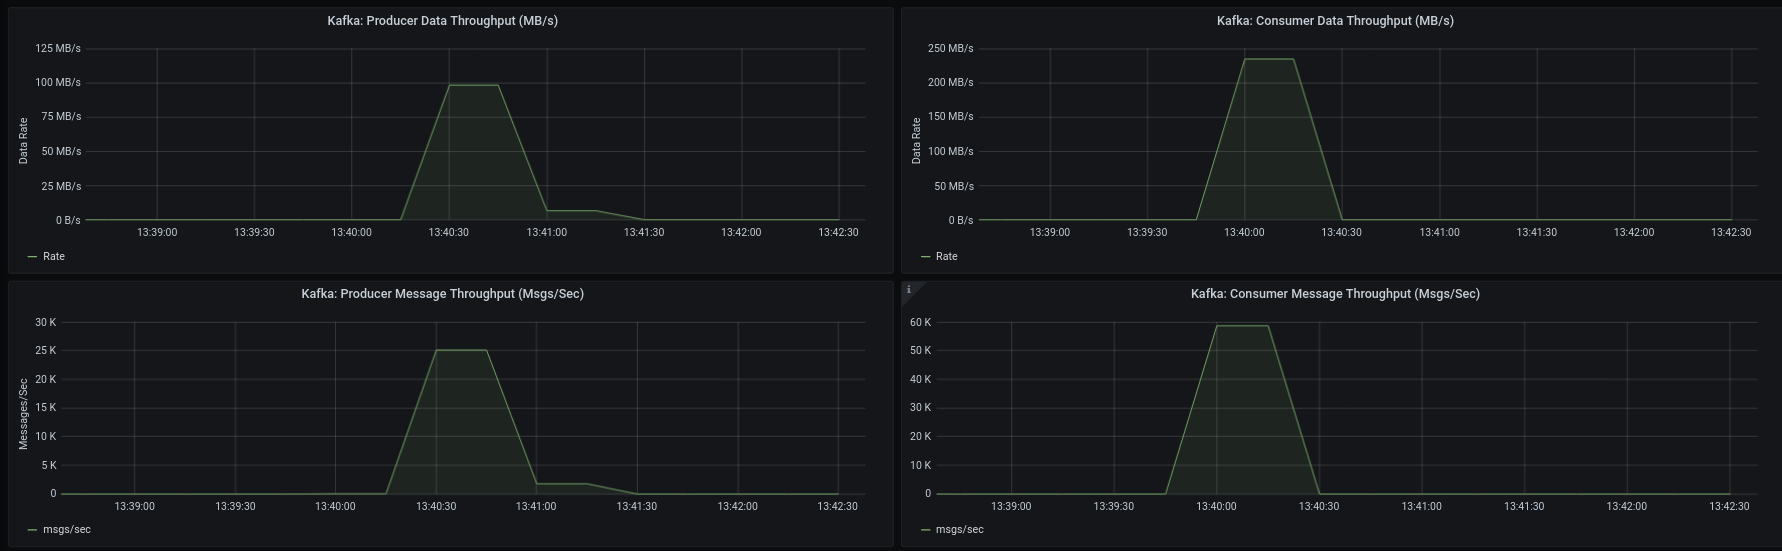 Kafka: Producer Data Throughput (MB/s)
125 MB/s
100 MB/s
75 MB/s
50 MB/s
25 MB/s
0 B/s
Data Rate
13:39:00 13:39:30 13:40:00 13:40:30 13:41:00 13:41:30 13:42:00 13:42:30
Rate
Kafka: Consumer Data Throughput (MB/s)
250 MB/s
200 MB/s
150 MB/s
100 MB/s
50 MB/s
0 B/s
Data Rate
13:39:00 13:39:30 13:40:00 13:40:30 13:41:00 13:41:30 13:42:00 13:42:30
Rate
Kafka: Producer Message Throughput (Msgs/Sec)
30 K
25 K
20 K
15 K
10 K
5 K
0
Messages/Sec
13:39:00 13:39:30 13:40:00 13:40:30 13:41:00 13:41:30 13:42:00 13:42:30
msgs/sec
i
Kafka: Consumer Message Throughput (Msgs/Sec)
60 K
50 K
40 K
30 K
20 K
10 K
0
13:39:00 13:39:30 13:40:00 13:40:30 13:41:00 13:41:30 13:42:00 13:42:30
msgs/sec